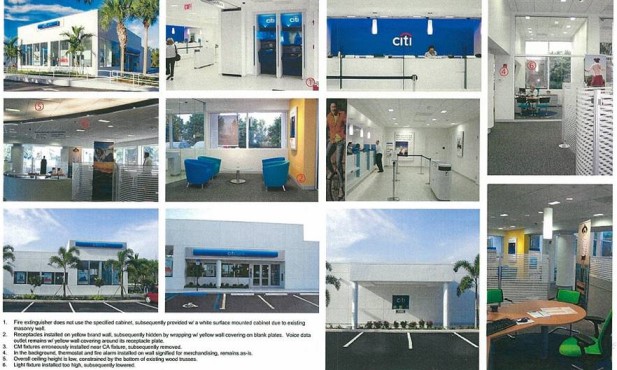 citi
citi
1. Fire extinguisher does not use the specified cabinet, subsequently provided w/ a white surface mounted cabinet due to existing
masonry wall.
2. Receptacles installed on yellow brand wall, subsequently hidden by wrapping w/ yellow wall covering on blank plates. Voice data
outlet remains w/ yellow wall covering around its receptacle plate.
3. CM fixtures erroneously installed near CA fixture, subsequently removed.
4. In the background, thermostat and fire alarm installed on wall signified for merchandising, remains as-is.
5. Overall ceiling height is low, constrained by the bottom of existing wood trusses.
6. Light fixture installed too high, subsequently lowered.